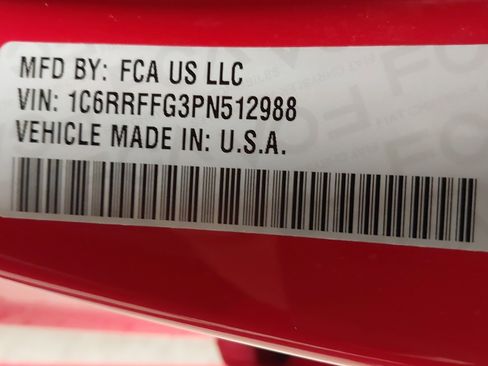 MFD BY: FCA US LLC
VIN: 1C6RRFFG3PN512988
VEHICLE MADE IN: U.S.A.